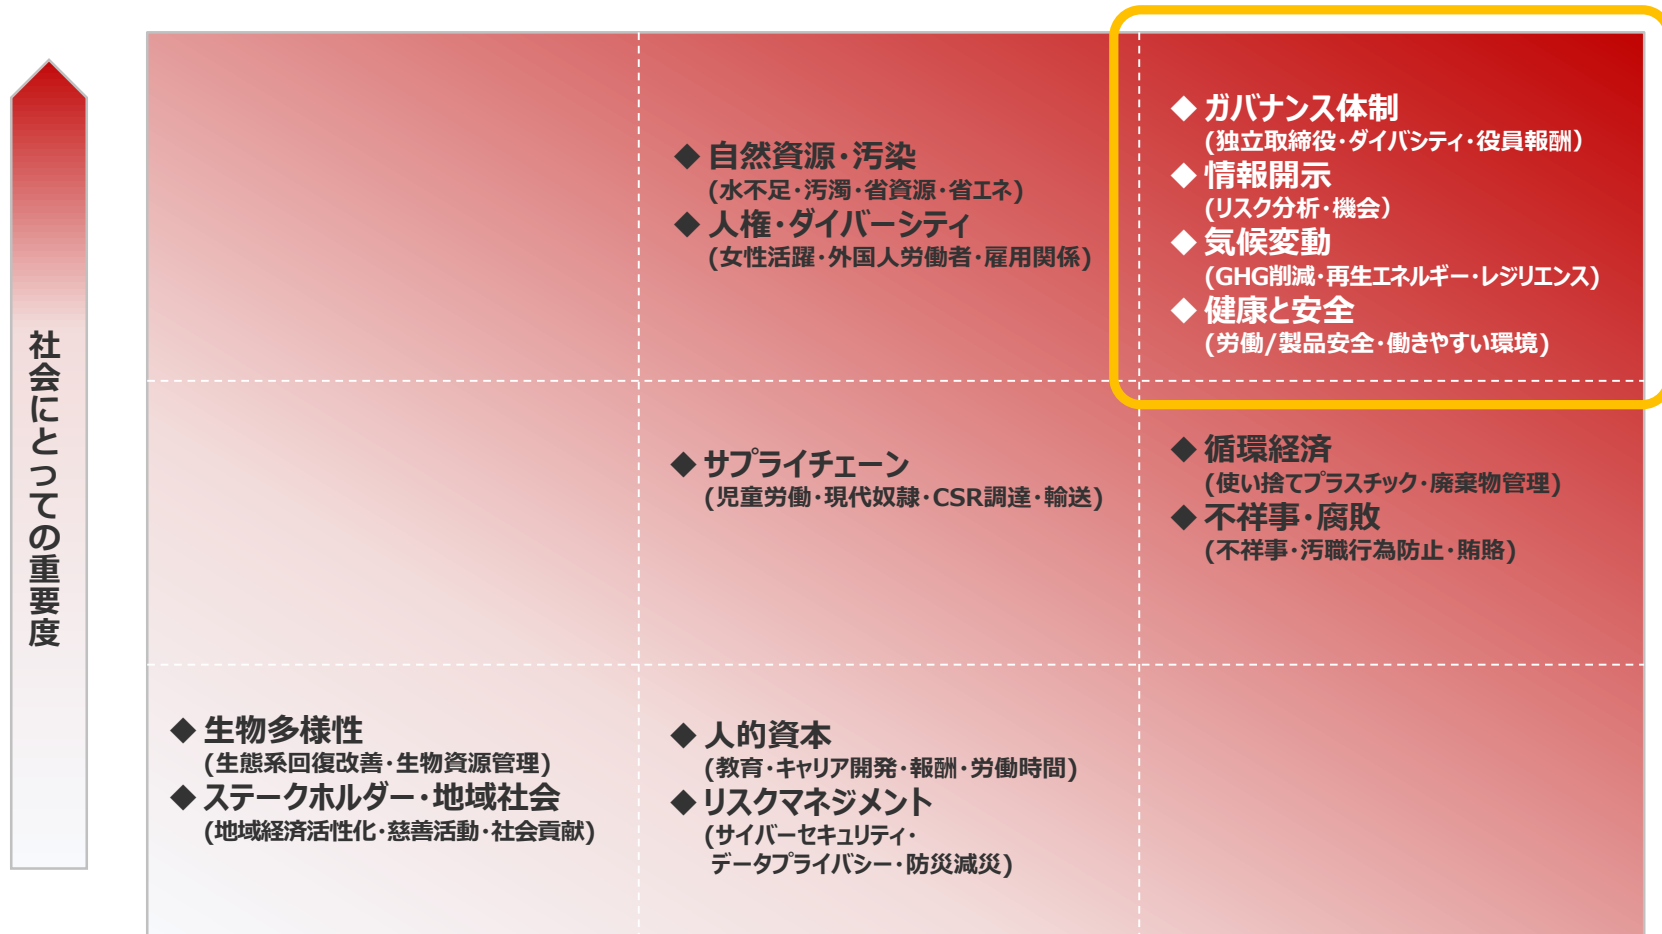 社会にとっての重要度
◆ 自然資源・汚染
(水不足・汚濁・省資源・省エネ)
◆ 人権・ダイバーシティ
(女性活躍・外国人労働者・雇用関係)
◆ ガバナンス体制
(独立取締役・ダイバシティ・役員報酬)
◆ 情報開示
(リスク分析・機会)
◆ 気候変動
(GHG削減・再生エネルギー・レジリエンス)
◆ 健康と安全
(労働/製品安全・働きやすい環境)
◆ サプライチェーン
(児童労働・現代奴隷・CSR調達・輸送)
◆ 循環経済
(使い捨てプラスチック・廃棄物管理)
◆ 不祥事・腐敗
(不祥事・汚職行為防止・賄賂)
◆ 生物多様性
(生態系回復改善・生物資源管理)
◆ ステークホルダー・地域社会
(地域経済活性化・慈善活動・社会貢献)
◆ 人的資本
(教育・キャリア開発・報酬・労働時間)
◆ リスクマネジメント
(サイバーセキュリティ・
データプライバシー・防災減災)